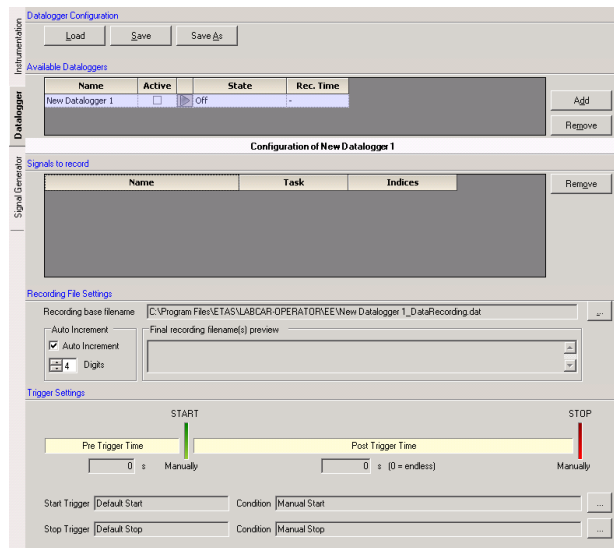 Datalogger Configuration
Load Save Save As
Instrumentation
Datalogger
Signal Generator
Available Dataloggers
Name Active State Rec. Time
New Datalogger 1 Off -
Add
Remove
Configuration of New Datalogger 1
Signals to record
Name Task Indices
Remove
Recording File Settings
Recording base filename C:\Program Files\ETAS\LABCAR-OPERATOR\EE\New Datalogger 1_DataRecording.dat ...
Auto Increment
Auto Increment
4 Digits
Final recording filename(s) preview
Trigger Settings
START STOP
Pre Trigger Time Post Trigger Time
0 s Manually 0 s (0 = endless) Manually
Start Trigger Default Start Condition Manual Start ...
Stop Trigger Default Stop Condition Manual Stop ...